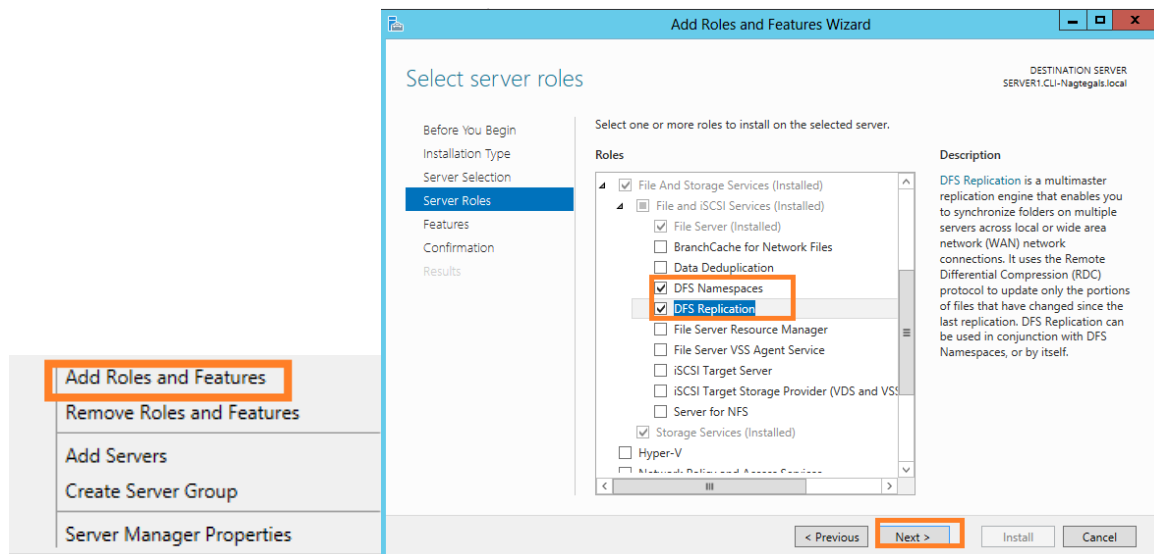 Add Roles and Features
Remove Roles and Features
Add Servers
Create Server Group
Server Manager Properties
Add Roles and Features Wizard
Select server roles
DESTINATION SERVER
SERVER1.CLI-Nagtegals.local
Before You Begin
Installation Type
Server Selection
Server Roles
Features
Confirmation
Results
Select one or more roles to install on the selected server.
Roles
File And Storage Services (Installed)
File and iSCSI Services (Installed)
File Server (Installed)
BranchCache for Network Files
Data Deduplication
DFS Namespaces
DFS Replication
File Server Resource Manager
File Server VSS Agent Service
iSCSI Target Server
iSCSI Target Storage Provider (VDS and VSS
Server for NFS
Storage Services (Installed)
Hyper-V
Network Policy and Access Services
Description
DFS Replication is a multimaster
replication engine that enables you
to synchronize folders on multiple
servers across local or wide area
network (WAN) network
connections. It uses the Remote
Differential Compression (RDC)
protocol to update only the portions
of files that have changed since the
last replication. DFS Replication can
be used in conjunction with DFS
Namespaces, or by itself.
< Previous
Next >
Install
Cancel